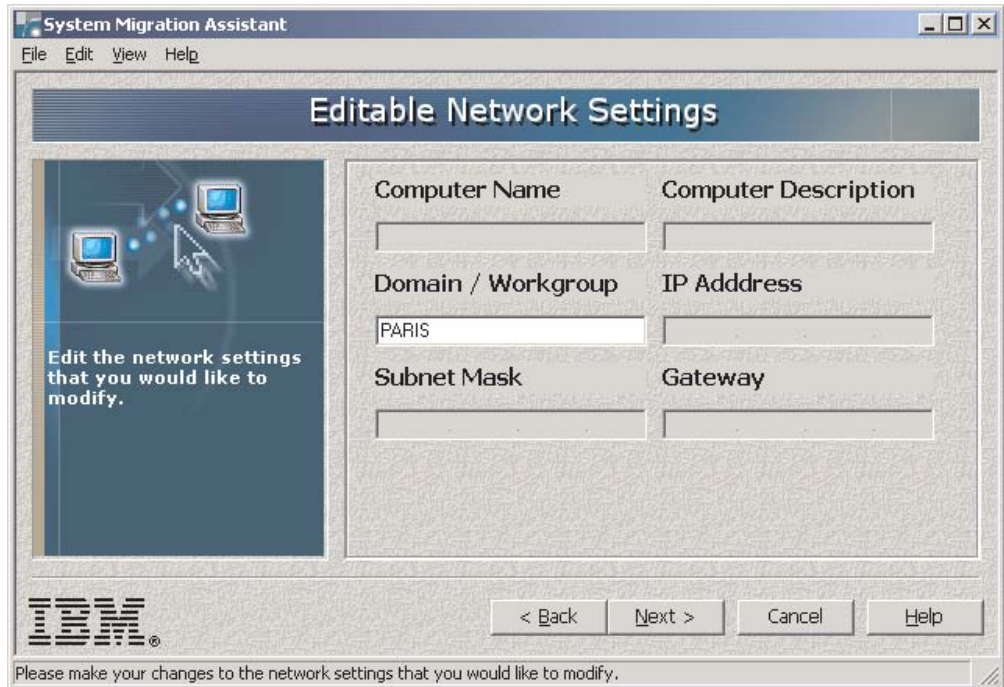 System Migration Assistant
File Edit View Help
Editable Network Settings
Edit the network settings
that you would like to
modify.
Computer Name
Computer Description
Domain / Workgroup
IP Adddress
PARIS
Subnet Mask
Gateway
IBM®
< Back
Next >
Cancel
Help
Please make your changes to the network settings that you would like to modify.